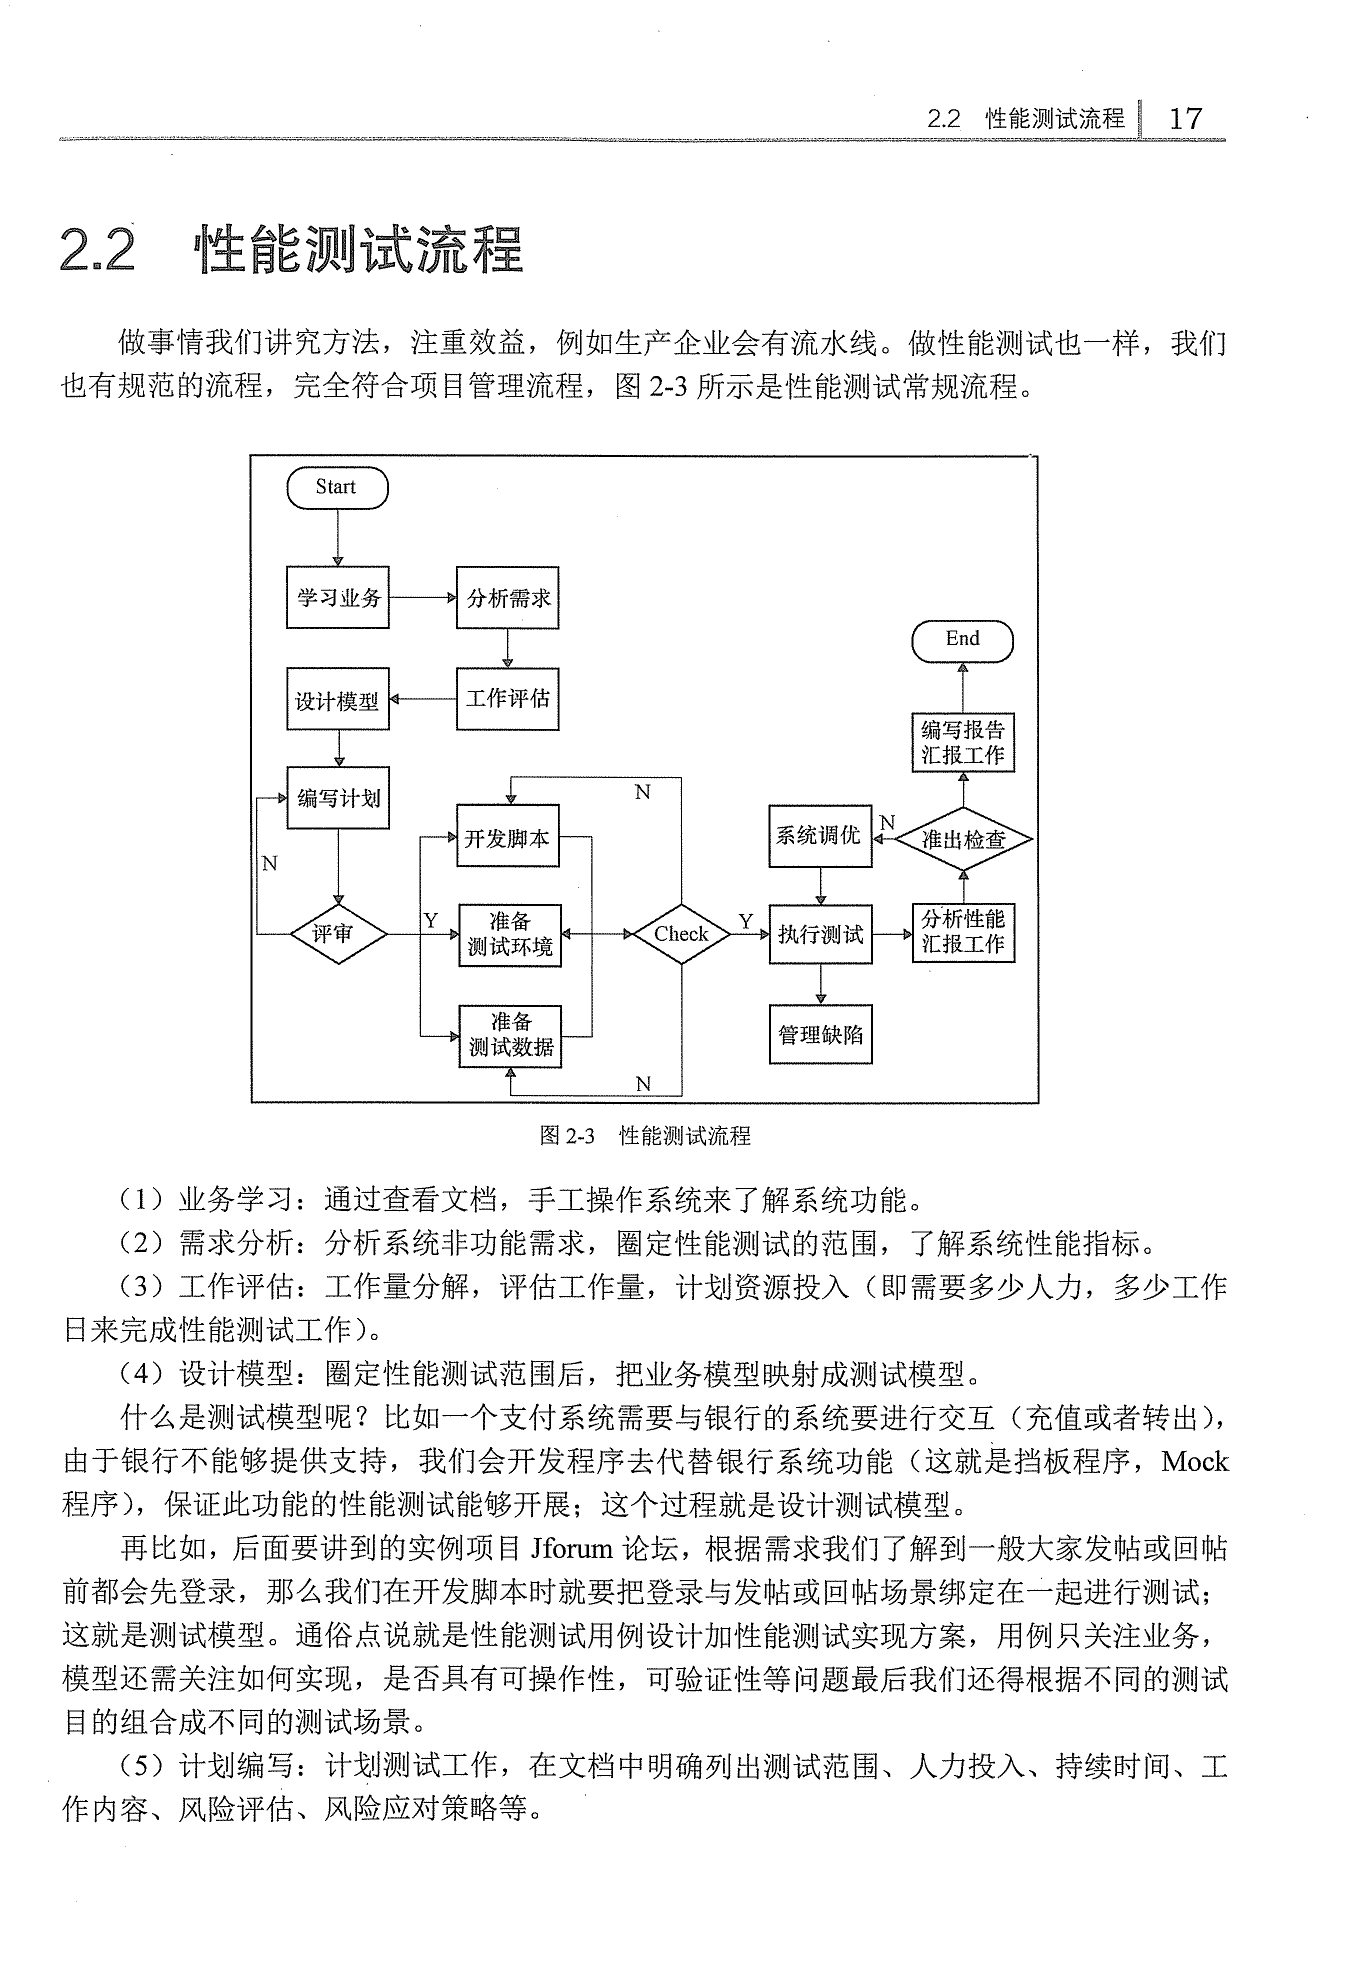 2.2 性能测试流程 17
2.2 性能测试流程
做事情我们讲究方法，注重效益，例如生产企业会有流水线。做性能测试也一样，我们
也有规范的流程，完全符合项目管理流程，图 2-3 所示是性能测试常规流程。
Start
学习业务
分析需求
工作评估
设计模型
编写计划
N
评审
Y
开发脚本
准备
测试环境
准备
测试数据
N
Check
N
Y
执行测试
管理缺陷
系统调优
N
分析性能
汇报工作
准出检查
编写报告
汇报工作
End
图 2-3 性能测试流程
（1）业务学习：通过查看文档，手工操作系统来了解系统功能。
（2）需求分析：分析系统非功能需求，圈定性能测试的范围，了解系统性能指标。
（3）工作评估：工作量分解，评估工作量，计划资源投入（即需要多少人力，多少工作
日来完成性能测试工作）。
（4）设计模型：圈定性能测试范围后，把业务模型映射成测试模型。
什么是测试模型呢？比如一个支付系统需要与银行的系统要进行交互（充值或者转出），
由于银行不能够提供支持，我们会开发程序去代替银行系统功能（这就是挡板程序，Mock
程序），保证此功能的性能测试能够开展；这个过程就是设计测试模型。
再比如，后面要讲到的实例项目 Jforum 论坛，根据需求我们了解到一般大家发帖或回帖
前都会先登录，那么我们在开发脚本时就要把登录与发帖或回帖场景绑定在一起进行测试；
这就是测试模型。通俗点说就是性能测试用例设计加性能测试实现方案，用例只关注业务，
模型还需关注如何实现，是否具有可操作性，可验证性等问题最后我们还得根据不同的测试
目的组合成不同的测试场景。
（5）计划编写：计划测试工作，在文档中明确列出测试范围、人力投入、持续时间、工
作内容、风险评估、风险应对策略等。